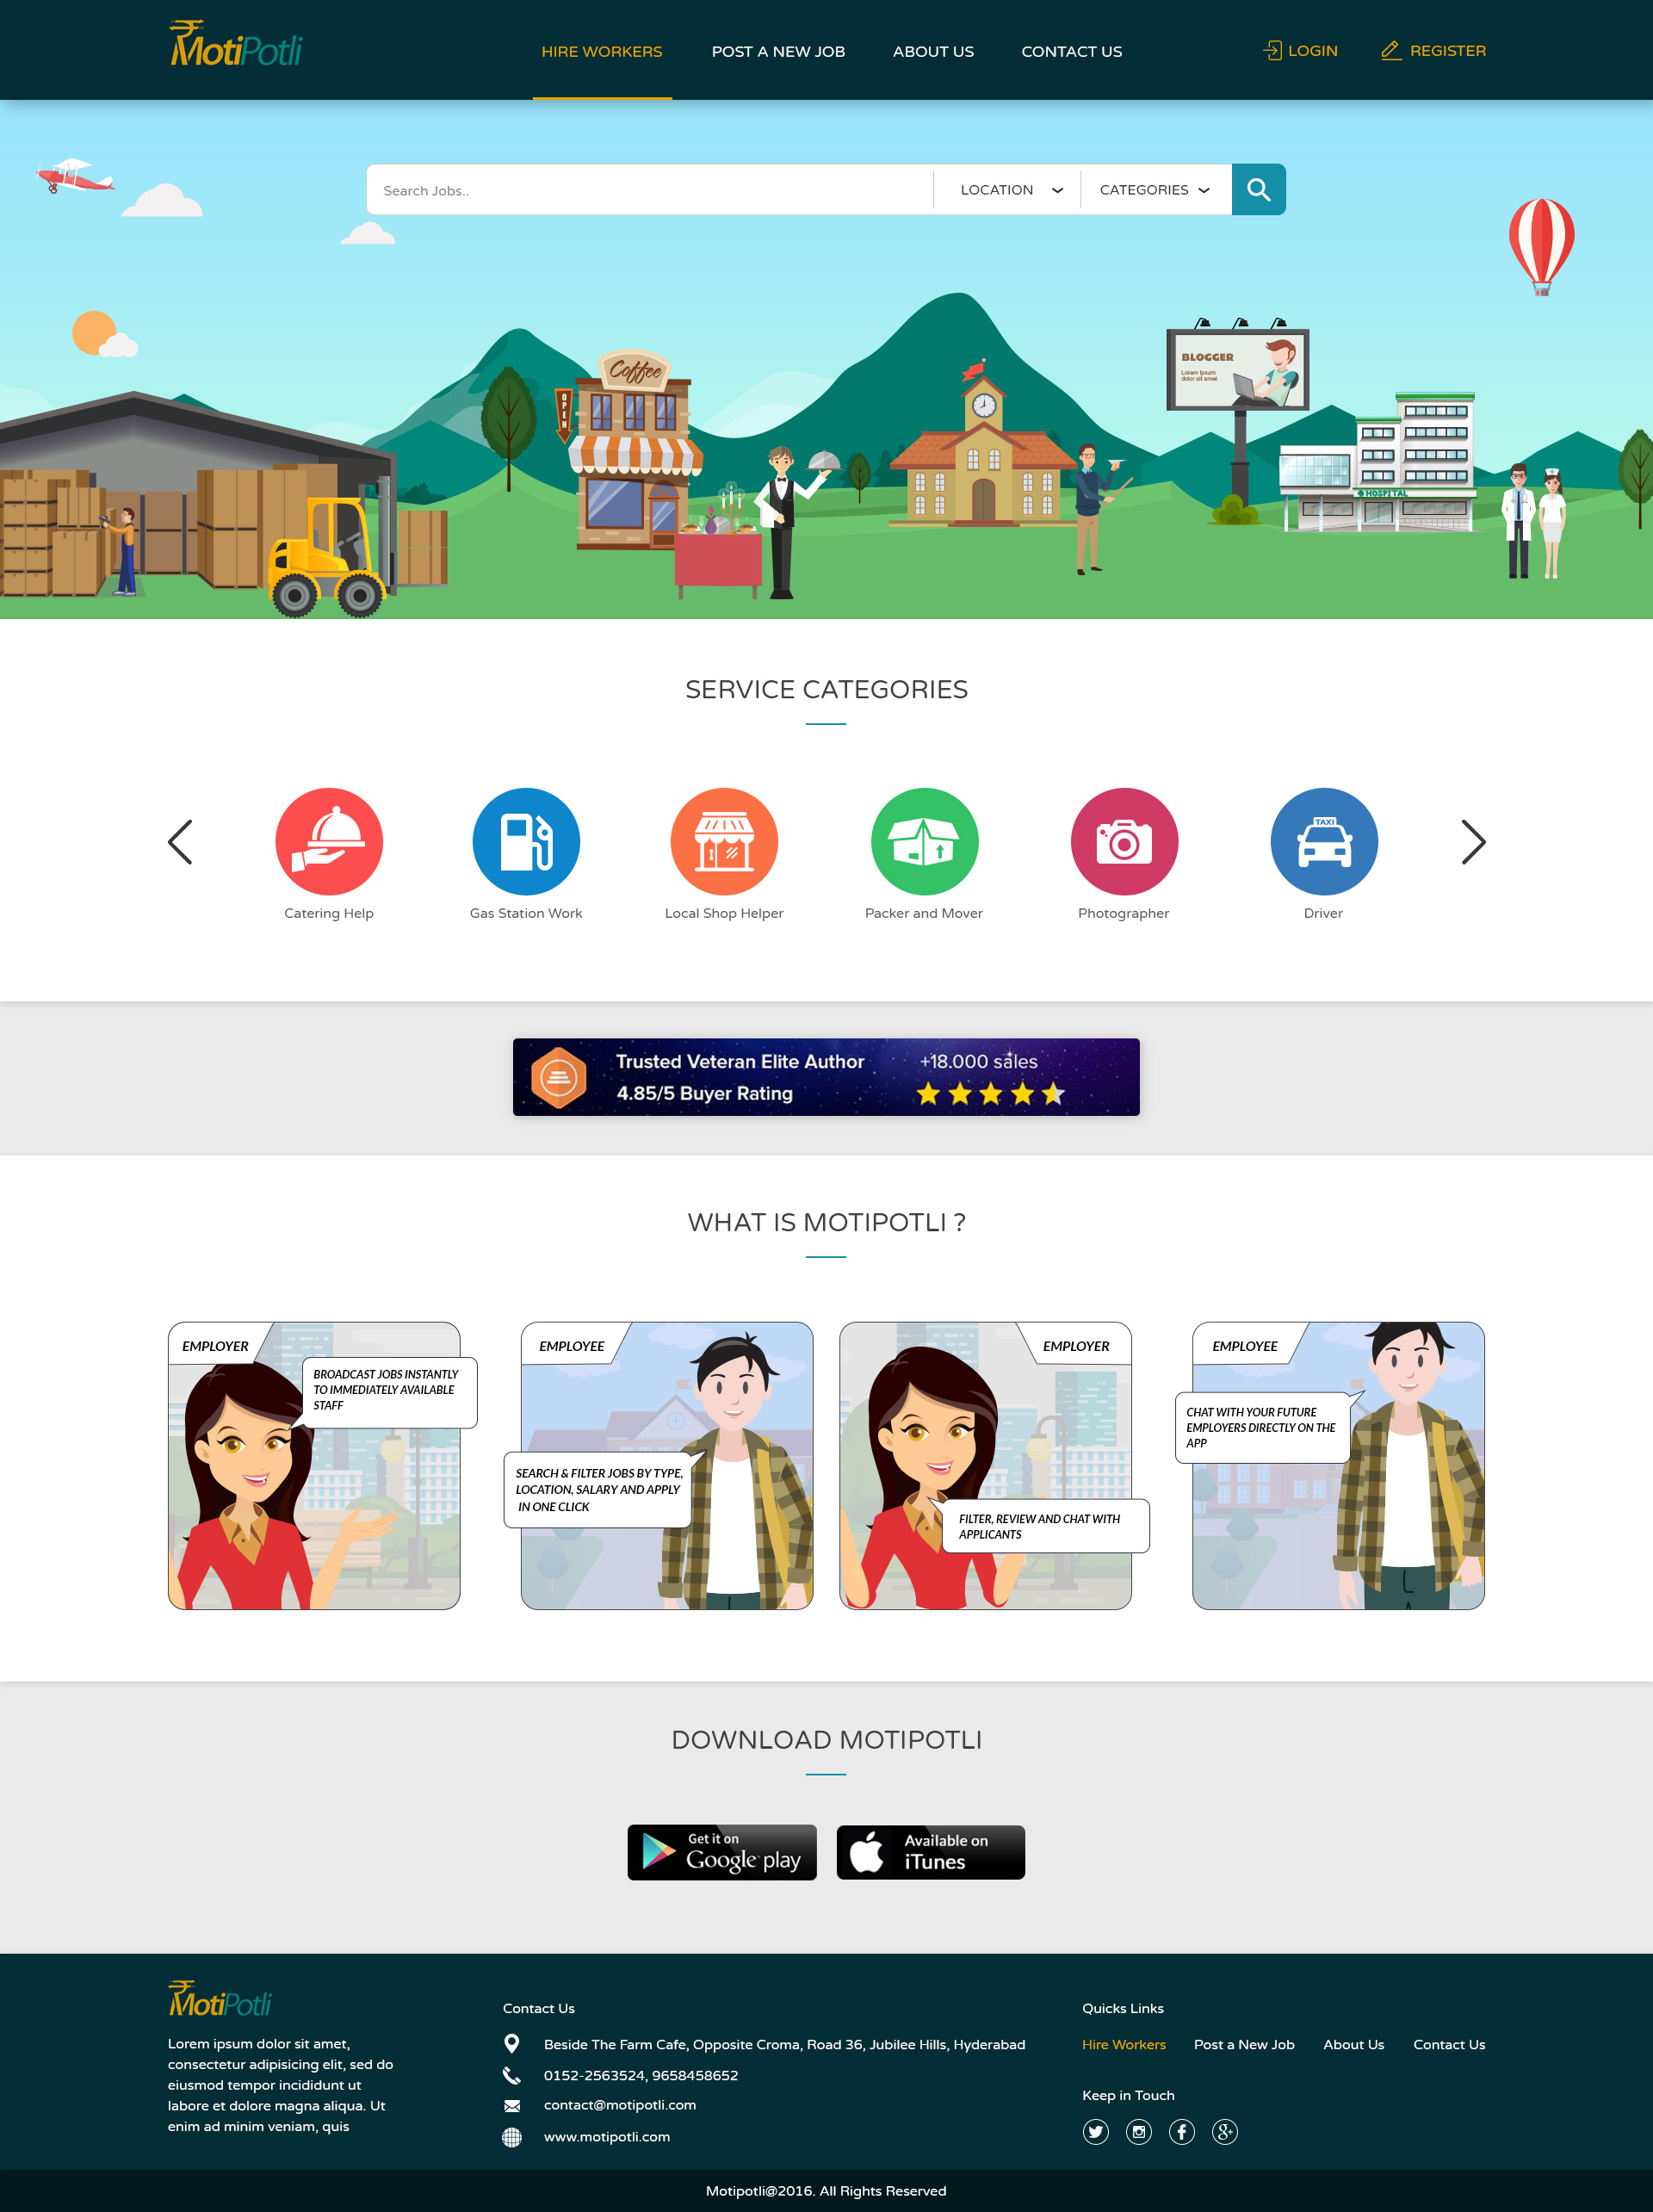 MotiPotli
HIRE WORKERS POST A NEW JOB ABOUT US CONTACT US LOGIN REGISTER
Search Jobs.. LOCATION CATEGORIES
Coffee
OPEN
BLOGGER
Lorem ipsum
dolor sit amet
HOSPITAL
SERVICE CATEGORIES
TAXI
Catering Help Gas Station Work Local Shop Helper Packer and Mover Photographer Driver
Trusted Veteran Elite Author +18.000 sales
4.85/5 Buyer Rating
WHAT IS MOTIPOTLI ?
EMPLOYER
BROADCAST JOBS INSTANTLY
TO IMMEDIATELY AVAILABLE
STAFF
EMPLOYEE
SEARCH & FILTER JOBS BY TYPE,
LOCATION, SALARY AND APPLY
IN ONE CLICK
EMPLOYER
FILTER, REVIEW AND CHAT WITH
APPLICANTS
EMPLOYEE
CHAT WITH YOUR FUTURE
EMPLOYERS DIRECTLY ON THE
APP
DOWNLOAD MOTIPOTLI
Get it on
Google play
Available on
iTunes
MotiPotli
Lorem ipsum dolor sit amet,
consectetur adipisicing elit, sed do
eiusmod tempor incididunt ut
labore et dolore magna aliqua. Ut
enim ad minim veniam, quis
Contact Us
Beside The Farm Cafe, Opposite Croma, Road 36, Jubilee Hills, Hyderabad
0152-2563524, 9658458652
contact@motipotli.com
www.motipotli.com
Quicks Links
Hire Workers Post a New Job About Us Contact Us
Keep in Touch
Motipotli@2016. All Rights Reserved